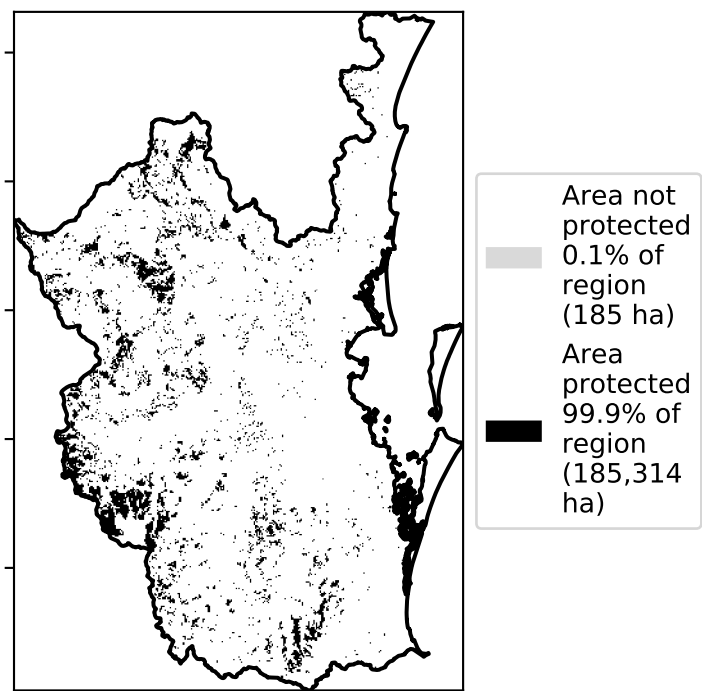 Area not
protected
0.1% of
region
(185 ha)
Area
protected
99.9% of
region
(185,314
ha)